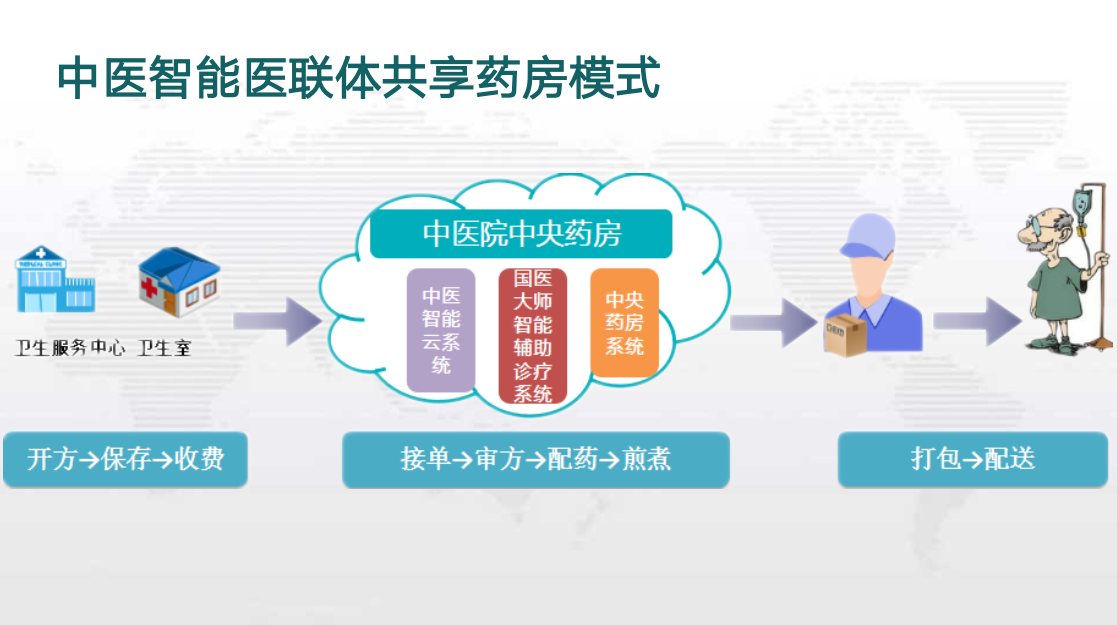 中医智能医联体共享药房模式
中医院中央药房
中医
智能
云系
统
国医
大师
智能
辅助
诊疗
系统
中央
药房
系统
MEDICAL CLINIC
卫生服务中心 卫生室
开方→保存→收费
接单→审方→配药→煎煮
打包→配送